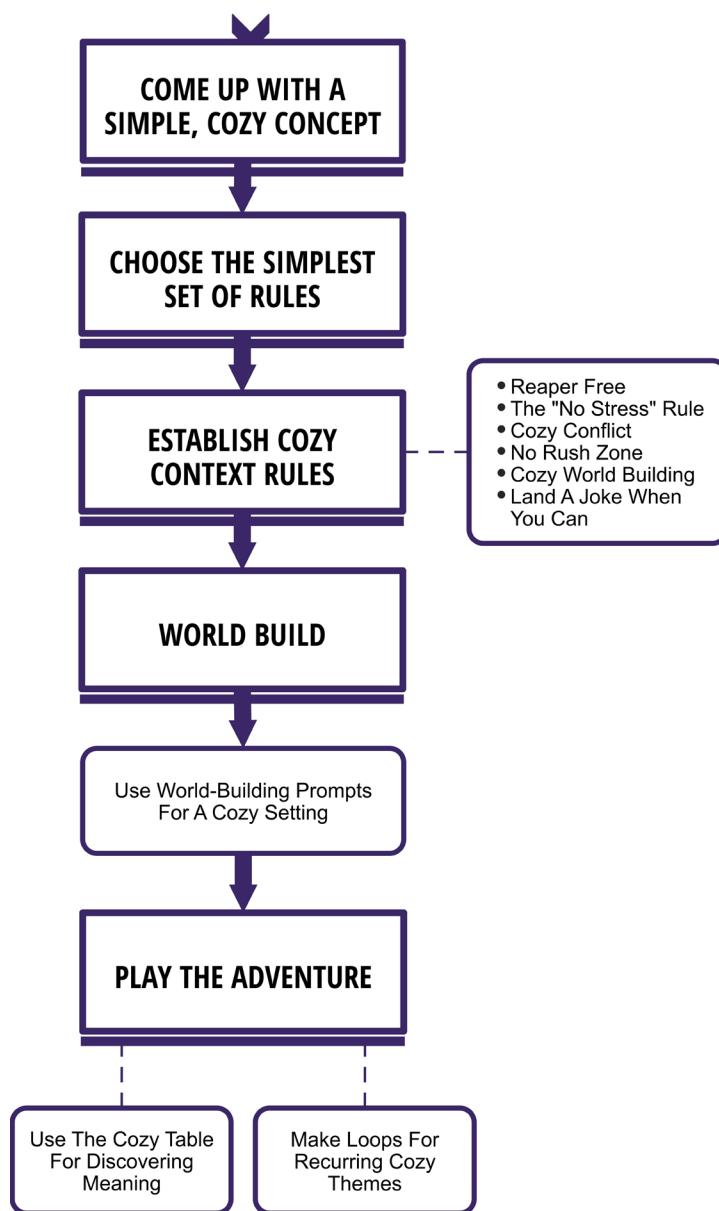 COME UP WITH A
SIMPLE, COZY CONCEPT
CHOOSE THE SIMPLEST
SET OF RULES
ESTABLISH COZY
CONTEXT RULES
• Reaper Free
• The "No Stress" Rule
• Cozy Conflict
• No Rush Zone
• Cozy World Building
• Land A Joke When
You Can
WORLD BUILD
Use World-Building Prompts
For A Cozy Setting
PLAY THE ADVENTURE
Use The Cozy Table
For Discovering
Meaning
Make Loops For
Recurring Cozy
Themes